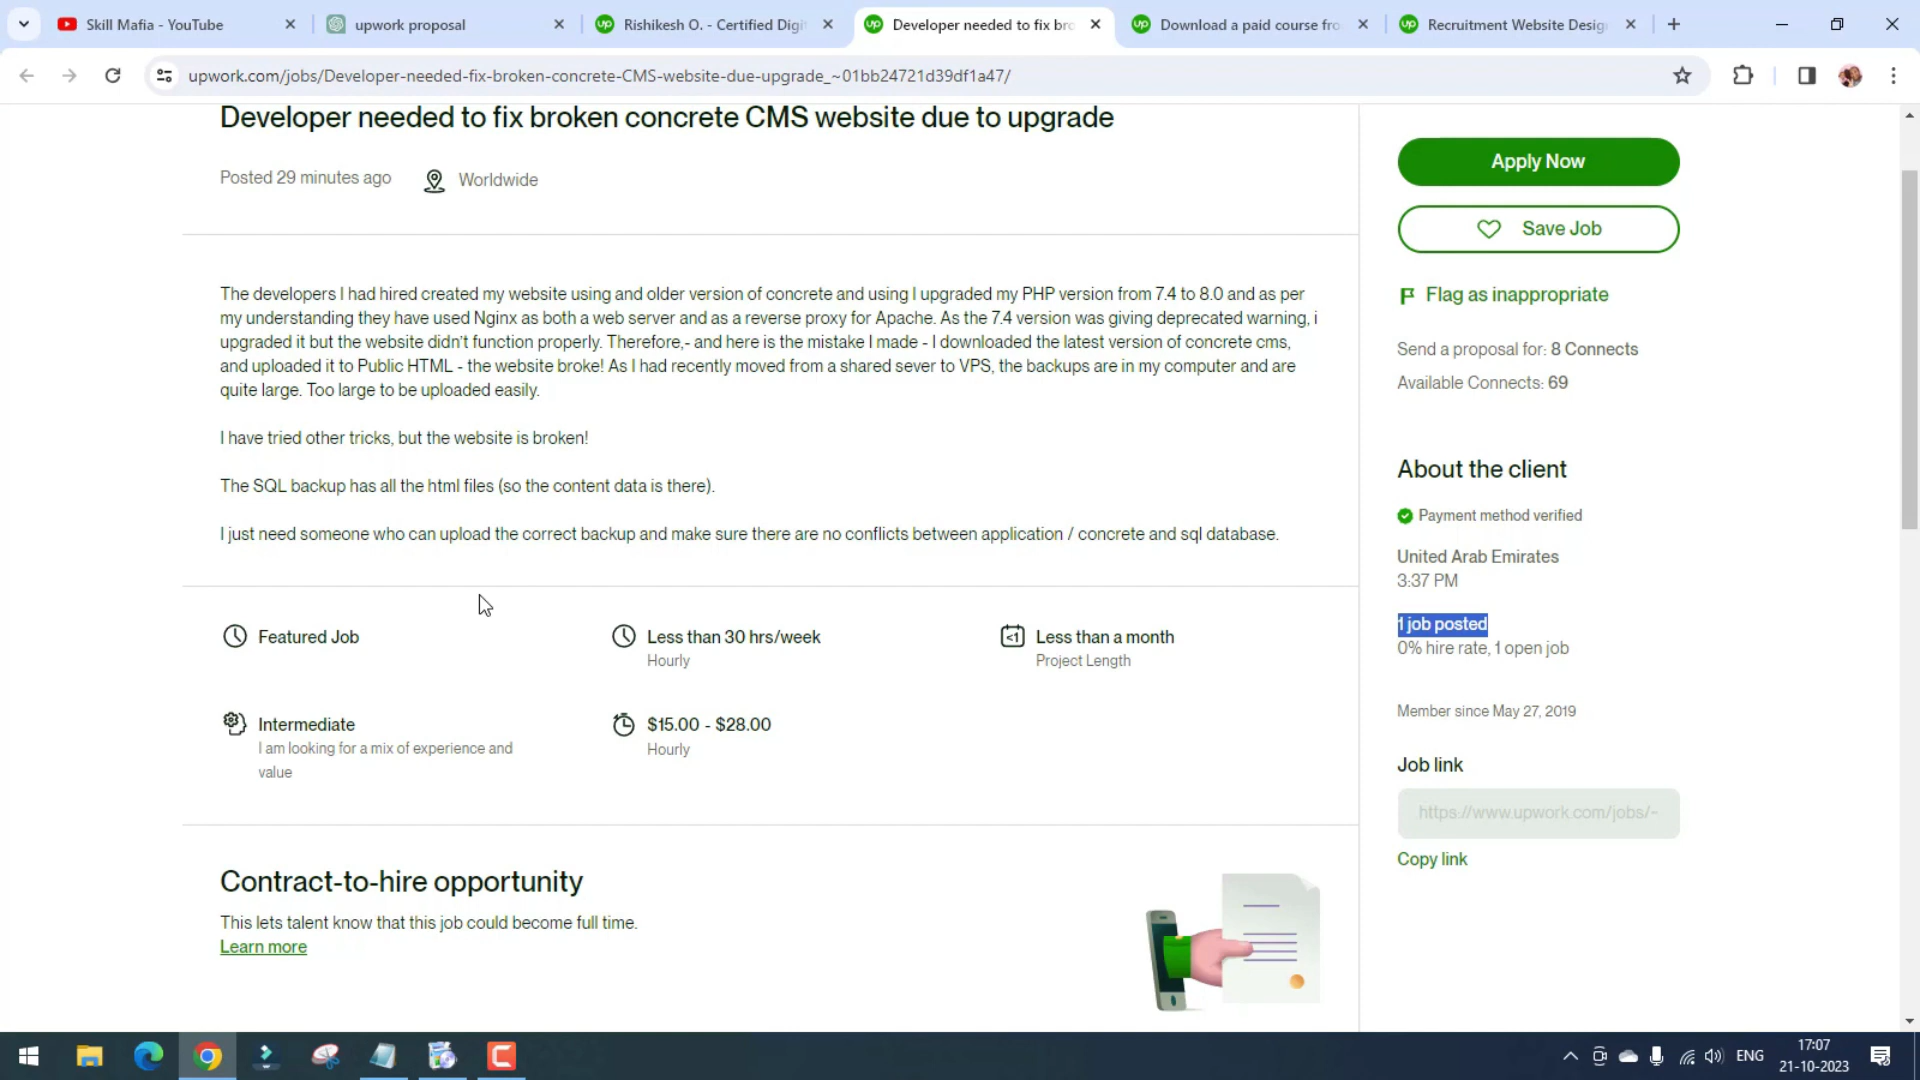 Skill Mafia - YouTube
upwork proposal
Rishikesh O. - Certified Digi
Developer needed to fix bro
Download a paid course fro
Recruitment Website Desig
upwork.com/jobs/Developer-needed-fix-broken-concrete-CMS-website-due-upgrade_~01bb24721d39df1a47/
Developer needed to fix broken concrete CMS website due to upgrade
Posted 29 minutes ago
Worldwide
The developers I had hired created my website using and older version of concrete and using I upgraded my PHP version from 7.4 to 8.0 and as per
my understanding they have used Nginx as both a web server and as a reverse proxy for Apache. As the 7.4 version was giving deprecated warning, i
upgraded it but the website didn't function properly. Therefore,- and here is the mistake I made - I downloaded the latest version of concrete cms,
and uploaded it to Public HTML - the website broke! As I had recently moved from a shared sever to VPS, the backups are in my computer and are
quite large. Too large to be uploaded easily.
I have tried other tricks, but the website is broken!
The SQL backup has all the html files (so the content data is there).
I just need someone who can upload the correct backup and make sure there are no conflicts between application / concrete and sql database.
Featured Job
Less than 30 hrs/week
Hourly
<1
Less than a month
Project Length
Intermediate
I am looking for a mix of experience and
value
$15.00 - $28.00
Hourly
Contract-to-hire opportunity
This lets talent know that this job could become full time.
Learn more
Apply Now
Save Job
Flag as inappropriate
Send a proposal for: 8 Connects
Available Connects: 69
About the client
Payment method verified
United Arab Emirates
3:37 PM
1 job posted
0% hire rate, 1 open job
Member since May 27, 2019
Job link
https://www.upwork.com/jobs/~
Copy link
ENG
17:07
21-10-2023